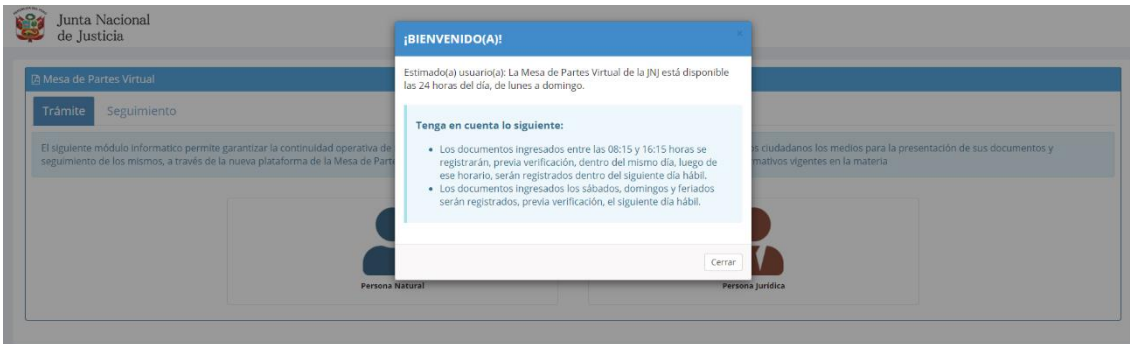 Junta Nacional
de Justicia
¡BIENVENIDO(A)!
×
Estimado(a) usuario(a): La Mesa de Partes Virtual de la JNJ está disponible
las 24 horas del día, de lunes a domingo.
Tenga en cuenta lo siguiente:
• Los documentos ingresados entre las 08:15 y 16:15 horas se
registrarán, previa verificación, dentro del mismo día, luego de
ese horario, serán registrados dentro del siguiente día hábil.
• Los documentos ingresados los sábados, domingos y feriados
serán registrados, previa verificación, el siguiente día hábil.
Cerrar
Mesa de Partes Virtual
Trámite Seguimiento
El siguiente módulo informatico permite garantizar la continuidad operativa de
s ciudadanos los medios para la presentación de sus documentos y
seguimiento de los mismos, a través de la nueva plataforma de la Mesa de Parte
mativos vigentes en la materia
Persona Natural
Persona Jurídica